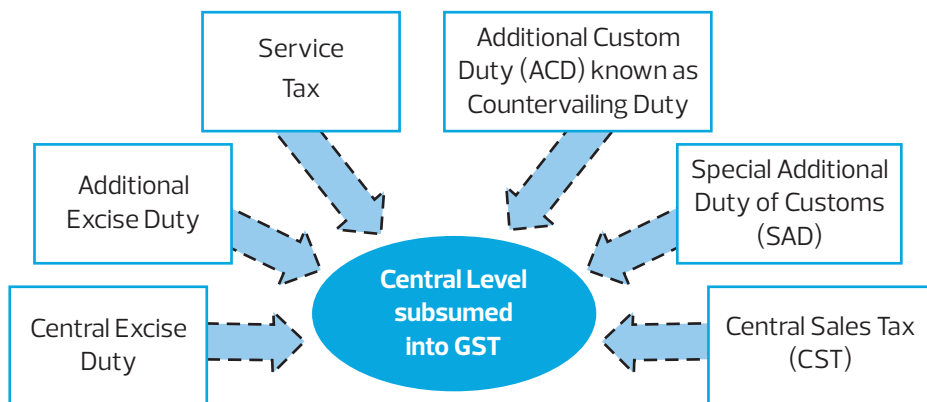 Service
Tax
Additional Custom
Duty (ACD) known as
Countervailing Duty
Additional
Excise Duty
Special Additional
Duty of Customs
(SAD)
Central Level
subsumed
into GST
Central Excise
Duty
Central Sales Tax
(CST)